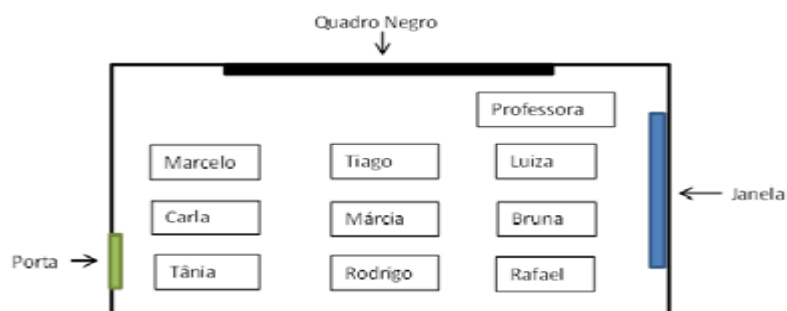 Quadro Negro
Professora
Marcelo Tiago Luiza
Janela
Carla Márcia Bruna
Porta
Tânia Rodrigo Rafael